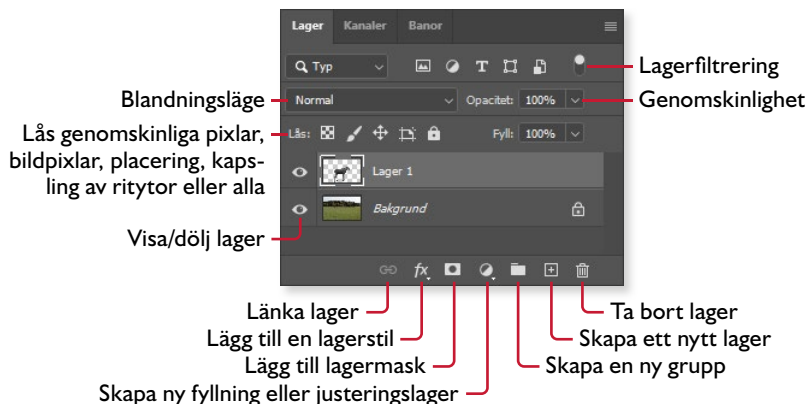 Lager Kanaler Banor
Typ
Lagerfiltrering
Blandningsläge
Normal
Opacitet: 100%
Genomskinlighet
Lås genomskinliga pixlar,
bildpixlar, placering, kaps-
ling av ritytor eller alla
Lås:
Fyll: 100%
Lager 1
Bakgrund
Visa/dölj lager
fx
Länka lager
Ta bort lager
Lägg till en lagerstil
Skapa ett nytt lager
Lägg till lagermask
Skapa en ny grupp
Skapa ny fyllning eller justeringslager